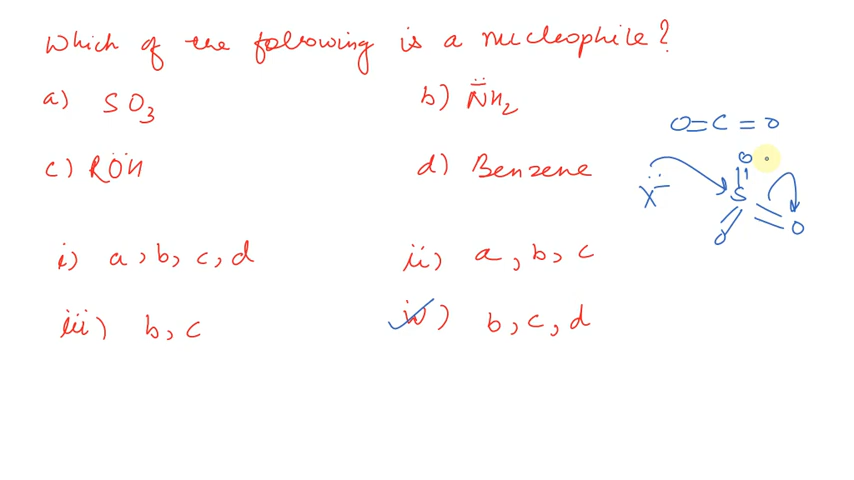 Which of the following is a nucleophile?
a) SO3
b) N̄H2
c) RÖH
d) Benzene
O=C=O
O
X⁻
S
O
O
i) a, b, c, d
ii) a, b, c
iii) b, c
iv) b, c, d